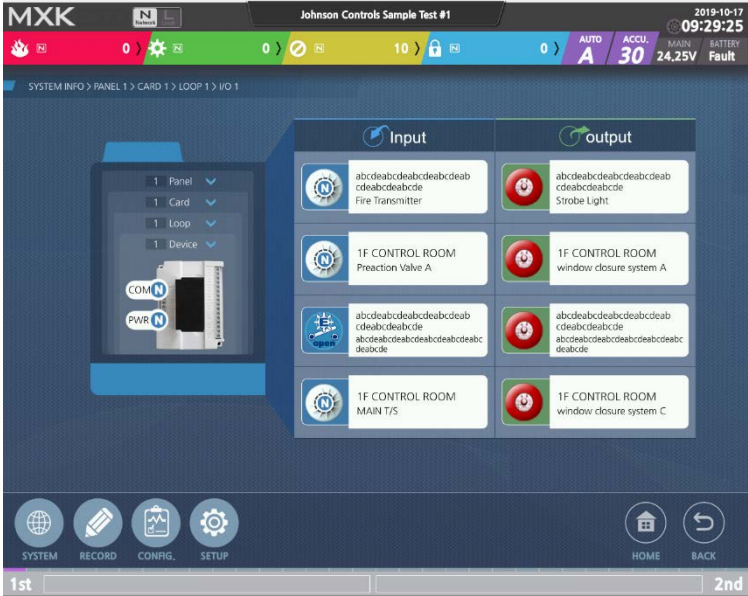 MXK
N L
Network
Johnson Controls Sample Test #1
2019-10-17
09:29:25
N 0 N 0 N 10 N 0
AUTO
A
ACCU.
30
MAIN
24.25V
BATTERY
Fault
SYSTEM INFO > PANEL 1 > CARD 1 > LOOP 1 > I/O 1
1 Panel
1 Card
1 Loop
1 Device
COM N
PWR N
Input
output
N
abcdeabcdeabcdeabcdeab
cdeabcdeabcde
Fire Transmitter
abcdeabcdeabcdeabcdeab
cdeabcdeabcde
Strobe Light
N
1F CONTROL ROOM
Preaction Valve A
1F CONTROL ROOM
window closure system A
E
open
abcdeabcdeabcdeabcdeab
cdeabcdeabcde
abcdeabcdeabcdeabcdeabcdeabc
deabcde
abcdeabcdeabcdeabcdeab
cdeabcdeabcde
abcdeabcdeabcdeabcdeabcdeabc
deabcde
N
1F CONTROL ROOM
MAIN T/S
1F CONTROL ROOM
window closure system C
SYSTEM
RECORD
CONFIG.
SETUP
HOME
BACK
1st
2nd